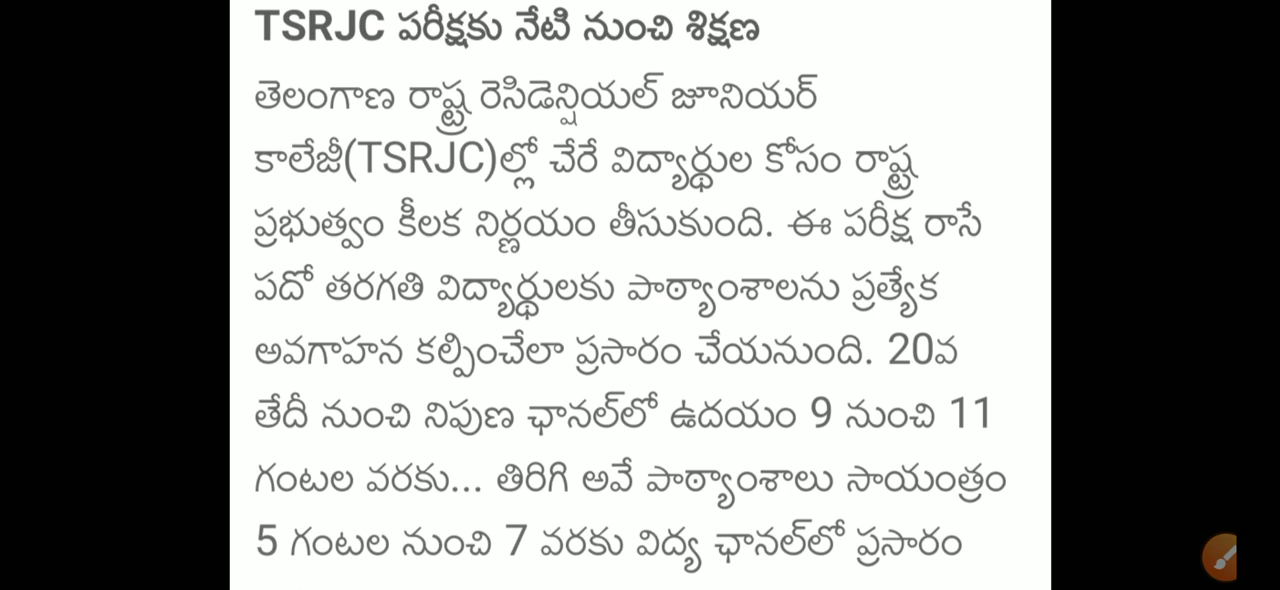 TSRJC పరీక్షకు నేటి నుంచి శిక్షణ
తెలంగాణ రాష్ట్ర రెసిడెన్షియల్ జూనియర్
కాలేజీ(TSRJC)ల్లో చేరే విద్యార్థుల కోసం రాష్ట్ర
ప్రభుత్వం కీలక నిర్ణయం తీసుకుంది. ఈ పరీక్ష రాసే
పదో తరగతి విద్యార్థులకు పాఠ్యాంశాలను ప్రత్యేక
అవగాహన కల్పించేలా ప్రసారం చేయనుంది. 20వ
తేదీ నుంచి నిపుణ ఛానల్‌లో ఉదయం 9 నుంచి 11
గంటల వరకు... తిరిగి అవే పాఠ్యాంశాలు సాయంత్రం
5 గంటల నుంచి 7 వరకు విద్య ఛానల్‌లో ప్రసారం